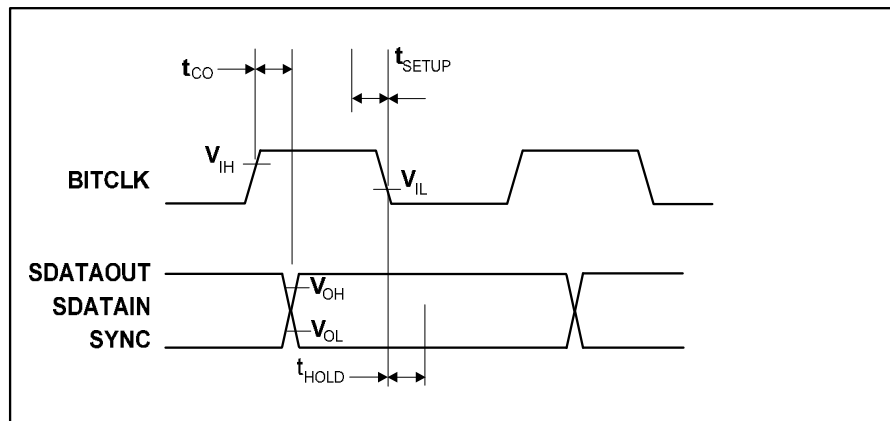 tCO
tSETUP
VIH
BITCLK
VIL
SDATAOUT
VOH
SDATAIN
VOL
SYNC
tHOLD